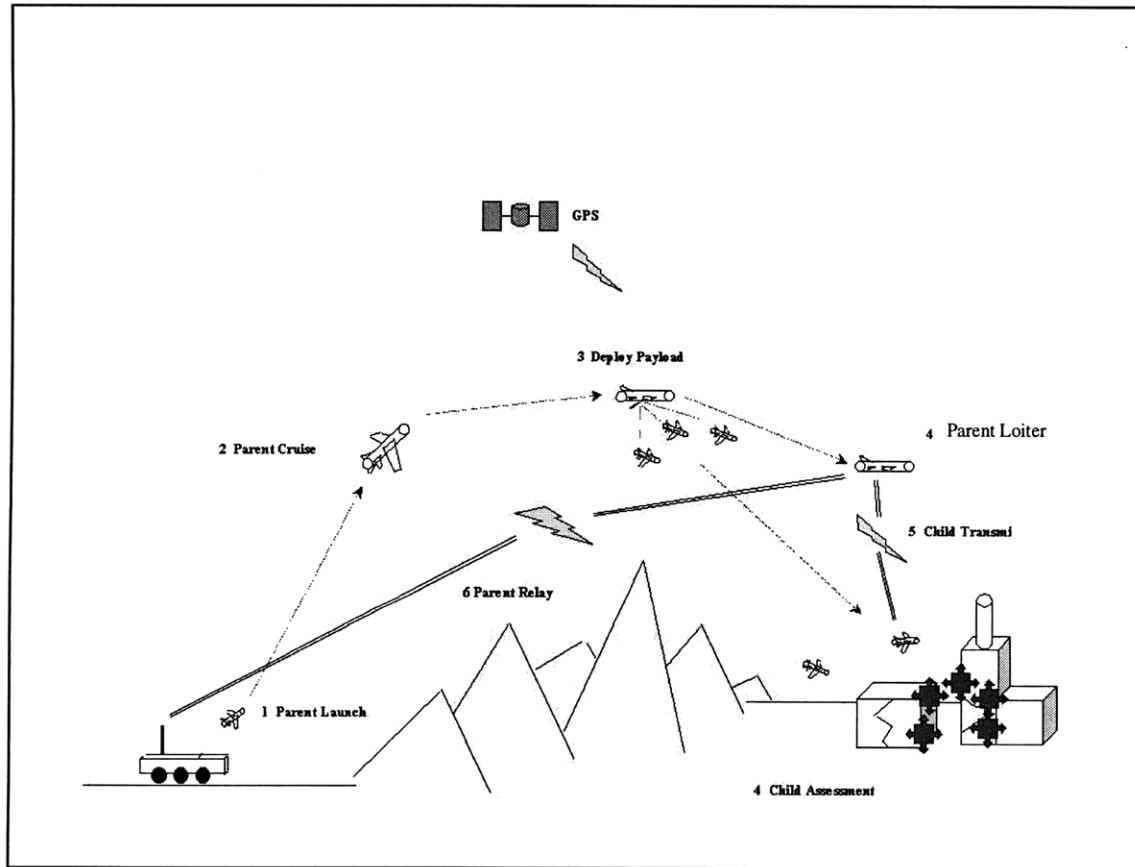 GPS
3 Deploy Payload
2 Parent Cruise
4 Parent Loiter
5 Child Transmi
6 Parent Relay
1 Parent Launch
4 Child Assessment